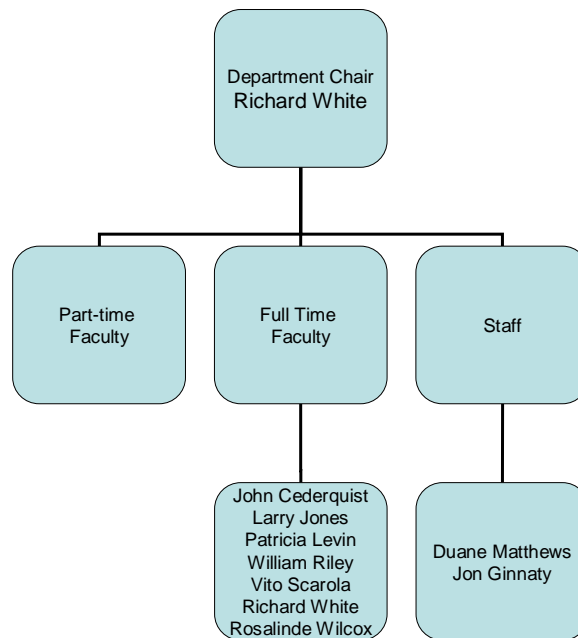 Department Chair
Richard White
Part-time
Faculty
Full Time
Faculty
Staff
John Cederquist
Larry Jones
Patricia Levin
William Riley
Vito Scarola
Richard White
Rosalinde Wilcox
Duane Matthews
Jon Ginnaty